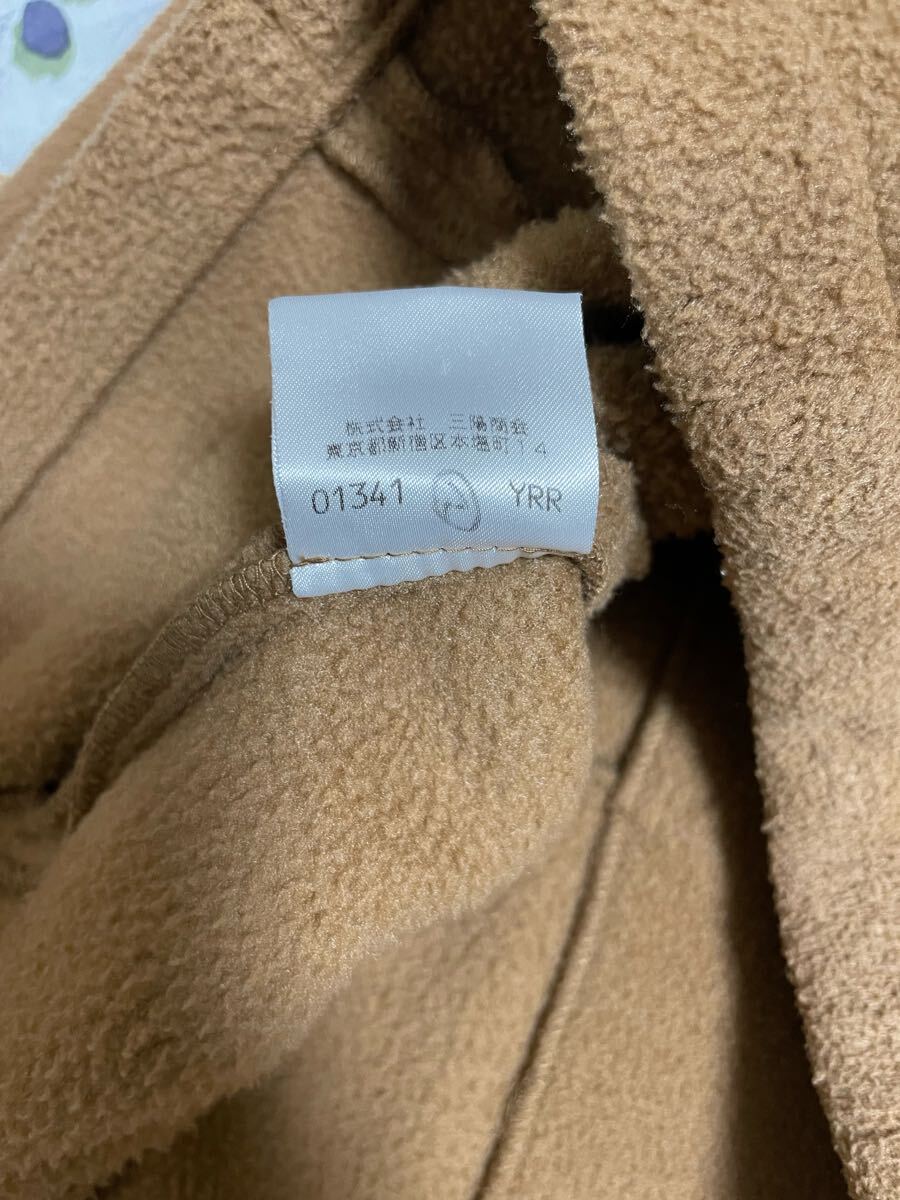 株式会社 三陽商会
東京都新宿区本塩町14
01341 YRR